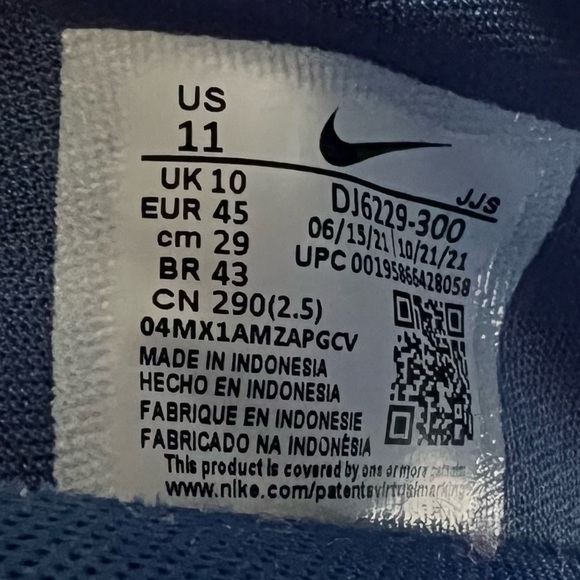 US
11
UK 10
EUR 45
cm 29
BR 43
CN 290(2.5)
JJS
DJ6229-300
06/15/21|10/21/21
UPC 00195866428058
04MX1AMZAPGCV
MADE IN INDONESIA
HECHO EN INDONESIA
FABRIQUE EN INDONESIE
FABRICADO NA INDONÉSIA
This product is covered by one or more
www.nike.com/patentsvirtualmarking